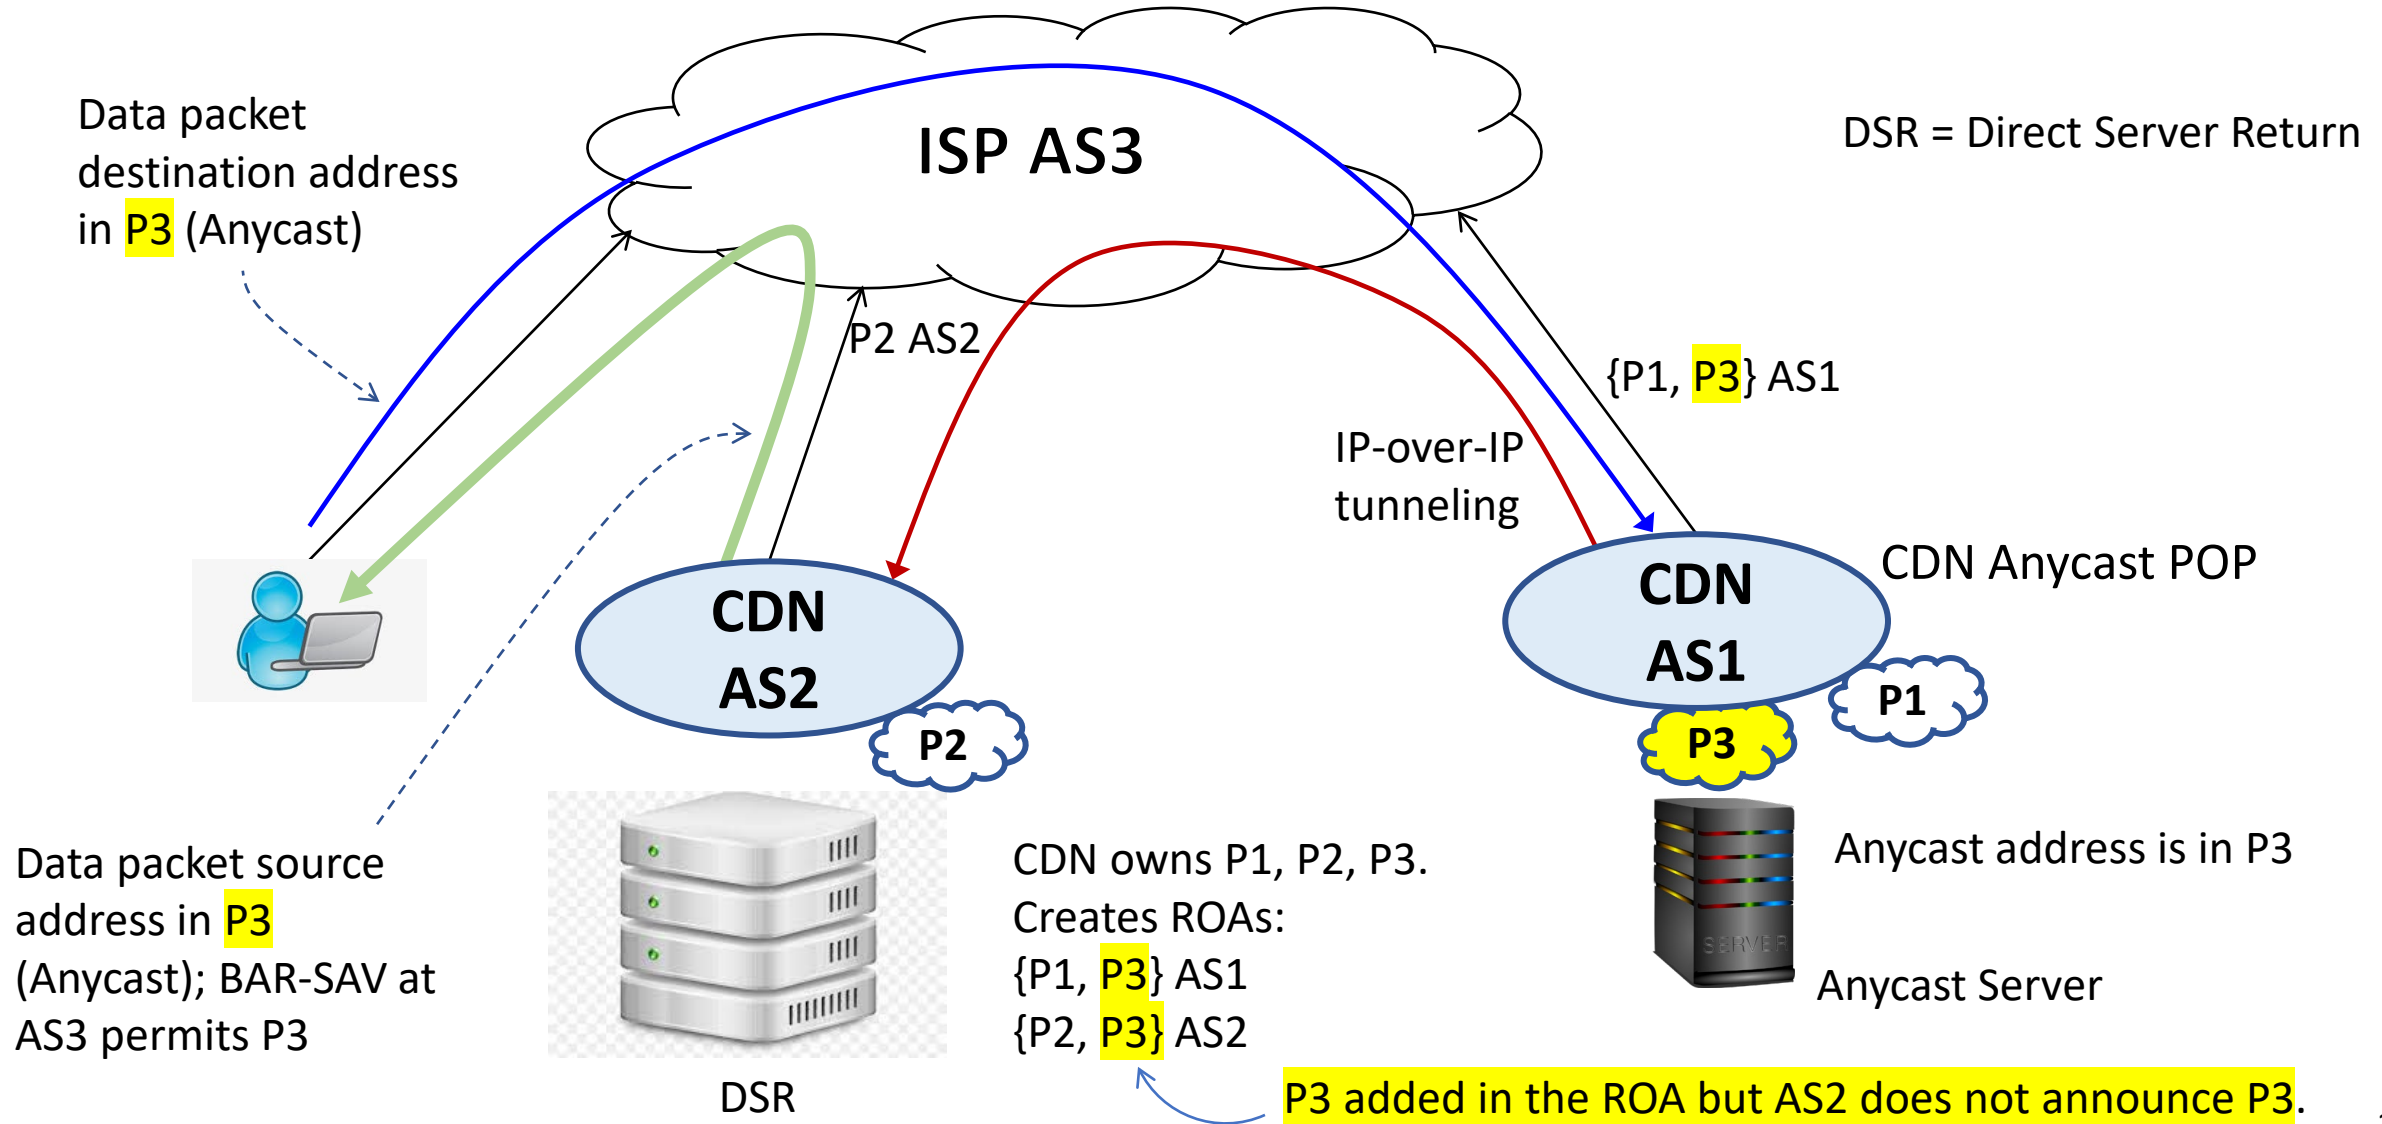 ISP AS3
Data packet
destination address
in P3 (Anycast)
DSR = Direct Server Return
P2 AS2
{P1, P3} AS1
IP-over-IP
tunneling
CDN
AS2
P2
CDN
AS1
CDN Anycast POP
P1
P3
Data packet source
address in P3
(Anycast); BAR-SAV at
AS3 permits P3
DSR
CDN owns P1, P2, P3.
Creates ROAs:
{P1, P3} AS1
{P2, P3} AS2
SERVER
Anycast address is in P3
Anycast Server
P3 added in the ROA but AS2 does not announce P3.